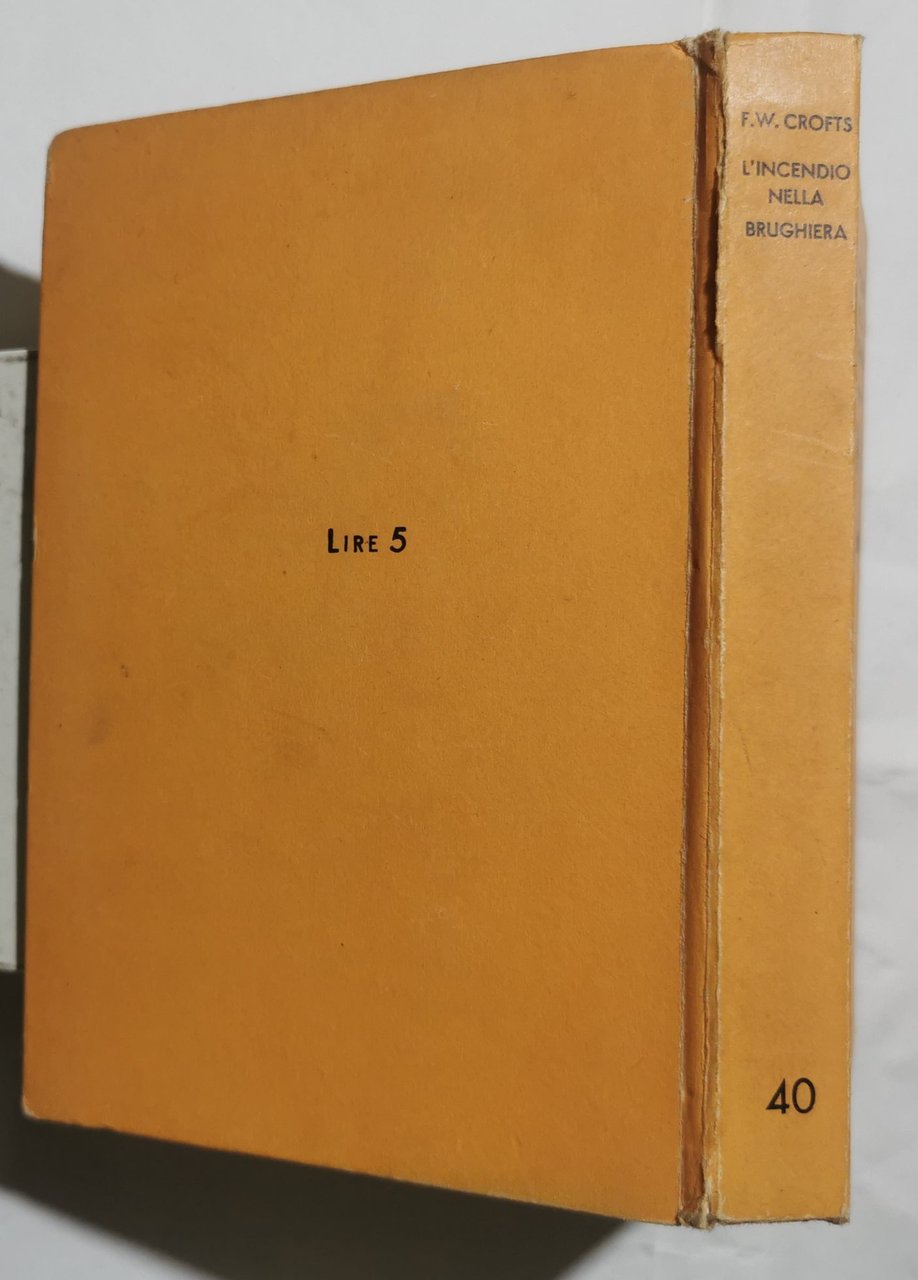 F.W. CROFTS
L'INCENDIO
NELLA
BRUGHIERA
LIRE 5
40